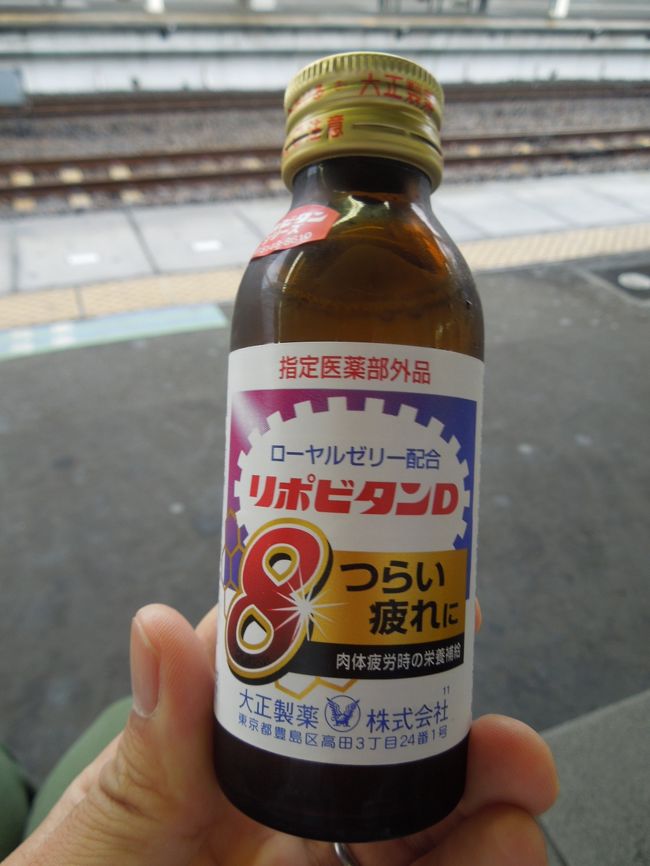 大正製薬
注意
指定医薬部外品
ローヤルゼリー配合
リポビタンD
8
つらい
疲れに
肉体疲労時の栄養補給
11
大正製薬 株式会社
東京都豊島区高田3丁目24番1号